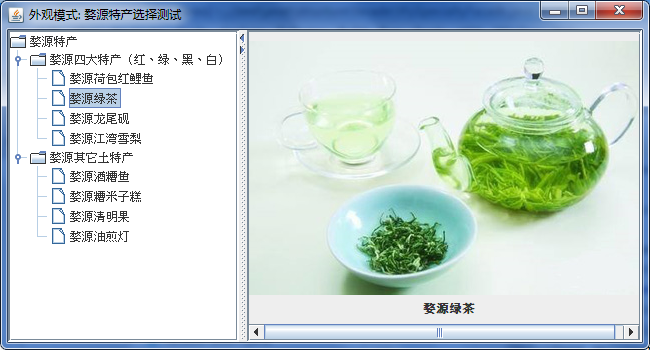 外观模式: 婺源特产选择测试
婺源特产
婺源四大特产（红、绿、黑、白）
婺源荷包红鲤鱼
婺源绿茶
婺源龙尾砚
婺源江湾雪梨
婺源其它土特产
婺源酒糟鱼
婺源糟米子糕
婺源清明果
婺源油煎灯
婺源绿茶